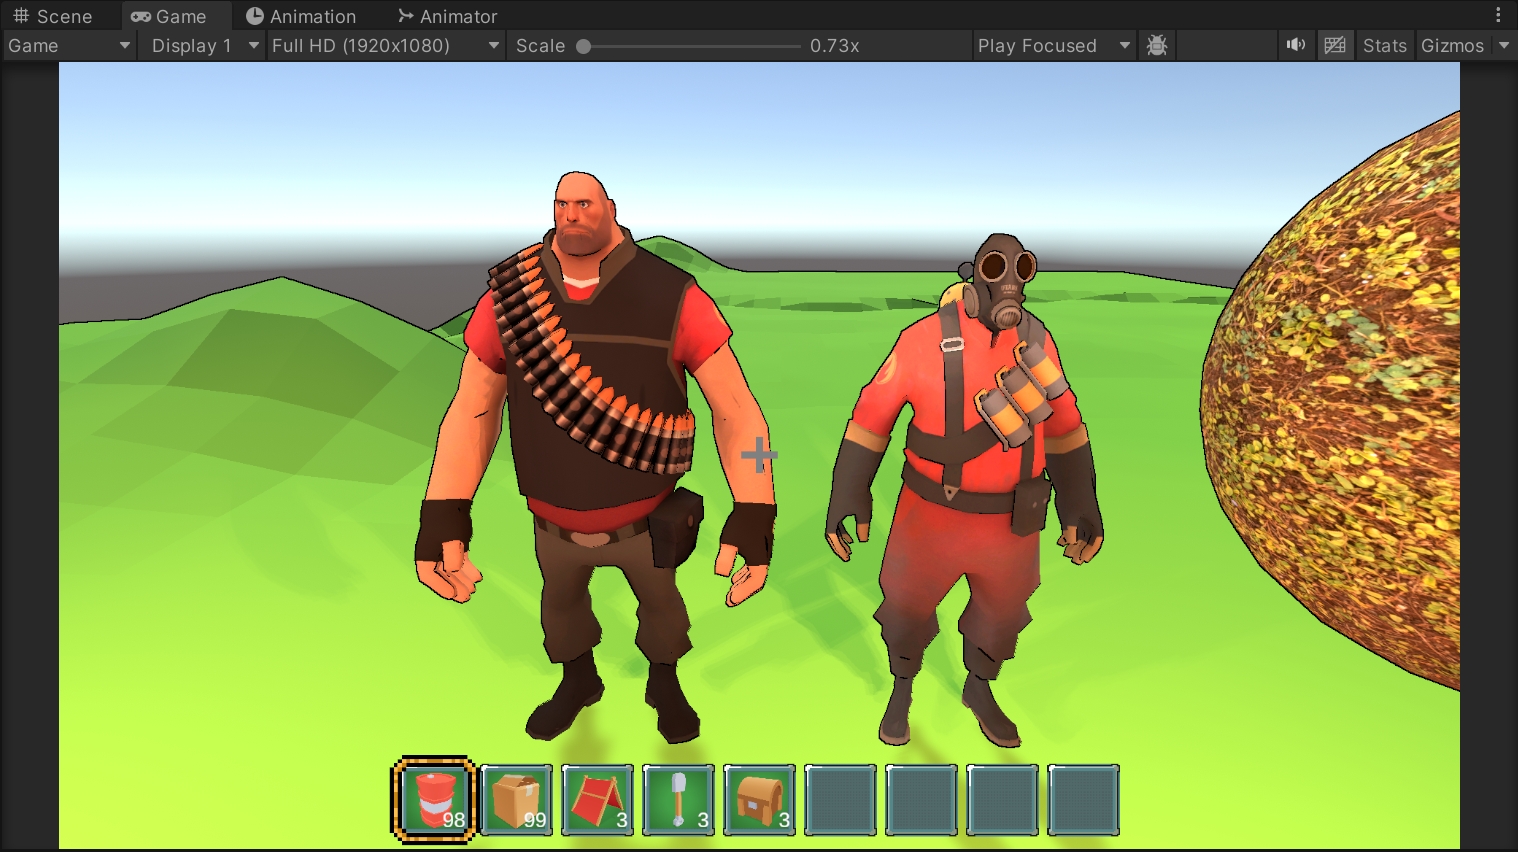 Scene Game Animation Animator
Game Display 1 Full HD (1920x1080) Scale 0.73x Play Focused Stats Gizmos
98 99 3 3 3